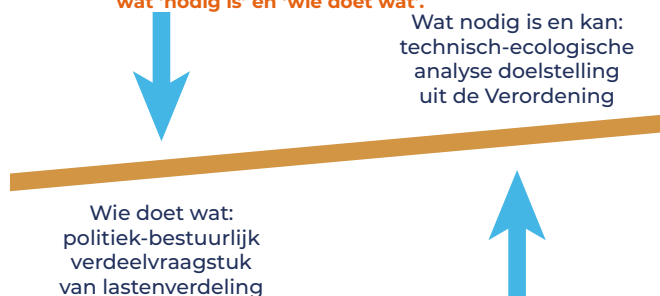 wat ‘nodig is’ en ‘wie doet wat’.
Wat nodig is en kan:
technisch-ecologische
analyse doelstelling
uit de Verordening
Wie doet wat:
politiek-bestuurlijk
verdeelvraagstuk
van lastenverdeling